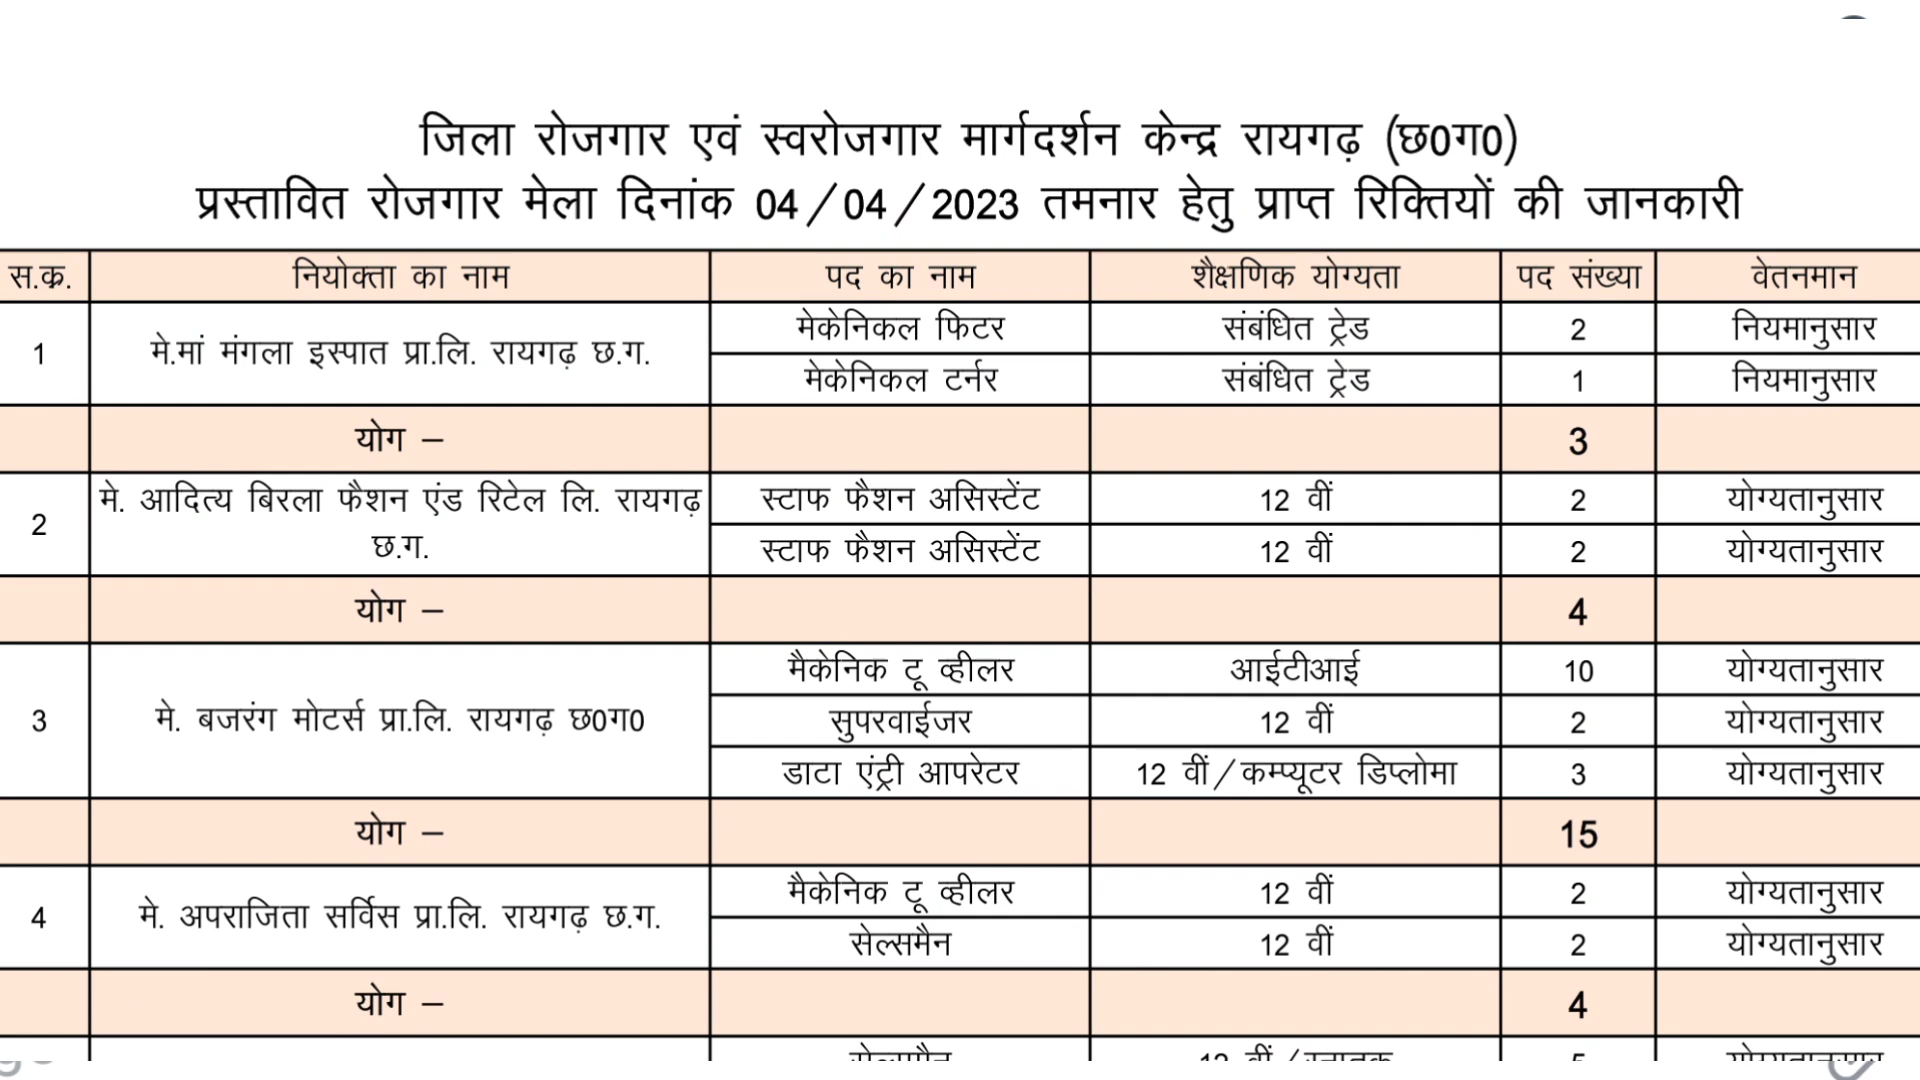 जिला रोजगार एवं स्वरोजगार मार्गदर्शन केन्द्र रायगढ़ (छ0ग0)
प्रस्तावित रोजगार मेला दिनांक 04/04/2023 तमनार हेतु प्राप्त रिक्तियों की जानकारी
स.क्र. नियोक्ता का नाम पद का नाम शैक्षणिक योग्यता पद संख्या वेतनमान
1 मे.मां मंगला इस्पात प्रा.लि. रायगढ़ छ.ग. मेकेनिकल फिटर संबंधित ट्रेड 2 नियमानुसार
मेकेनिकल टर्नर संबंधित ट्रेड 1 नियमानुसार
योग – 3
2 मे. आदित्य बिरला फैशन एंड रिटेल लि. रायगढ़ छ.ग. स्टाफ फैशन असिस्टेंट 12 वीं 2 योग्यतानुसार
स्टाफ फैशन असिस्टेंट 12 वीं 2 योग्यतानुसार
योग – 4
3 मे. बजरंग मोटर्स प्रा.लि. रायगढ़ छ0ग0 मैकेनिक टू व्हीलर आईटीआई 10 योग्यतानुसार
सुपरवाईजर 12 वीं 2 योग्यतानुसार
डाटा एंट्री आपरेटर 12 वीं/कम्प्यूटर डिप्लोमा 3 योग्यतानुसार
योग – 15
4 मे. अपराजिता सर्विस प्रा.लि. रायगढ़ छ.ग. मैकेनिक टू व्हीलर 12 वीं 2 योग्यतानुसार
सेल्समैन 12 वीं 2 योग्यतानुसार
योग – 4